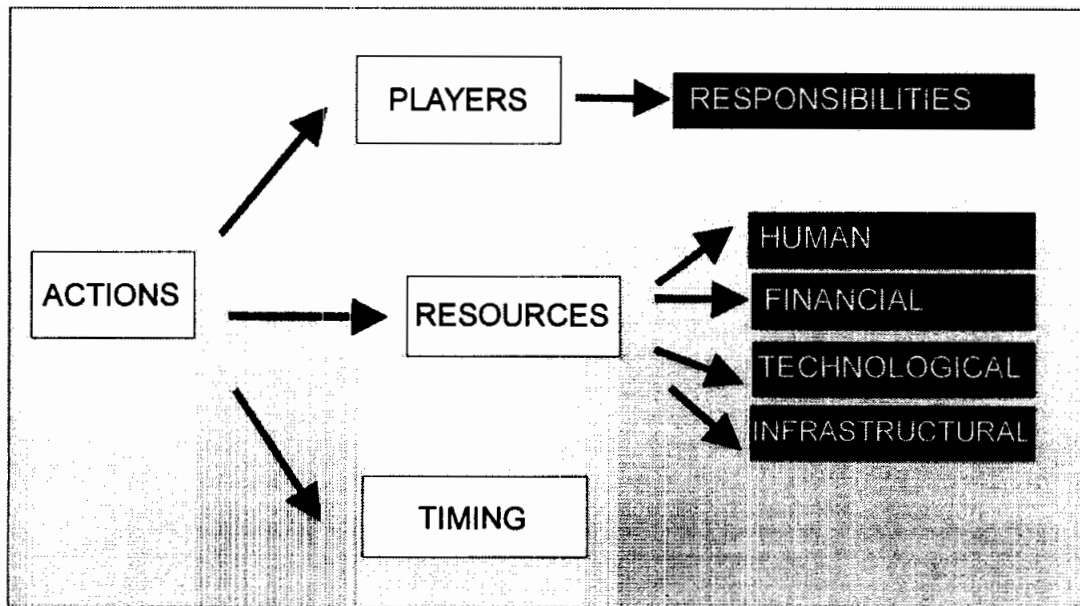 PLAYERS
RESPONSIBILITIES
ACTIONS
RESOURCES
HUMAN
FINANCIAL
TECHNOLOGICAL
INFRASTRUCTURAL
TIMING